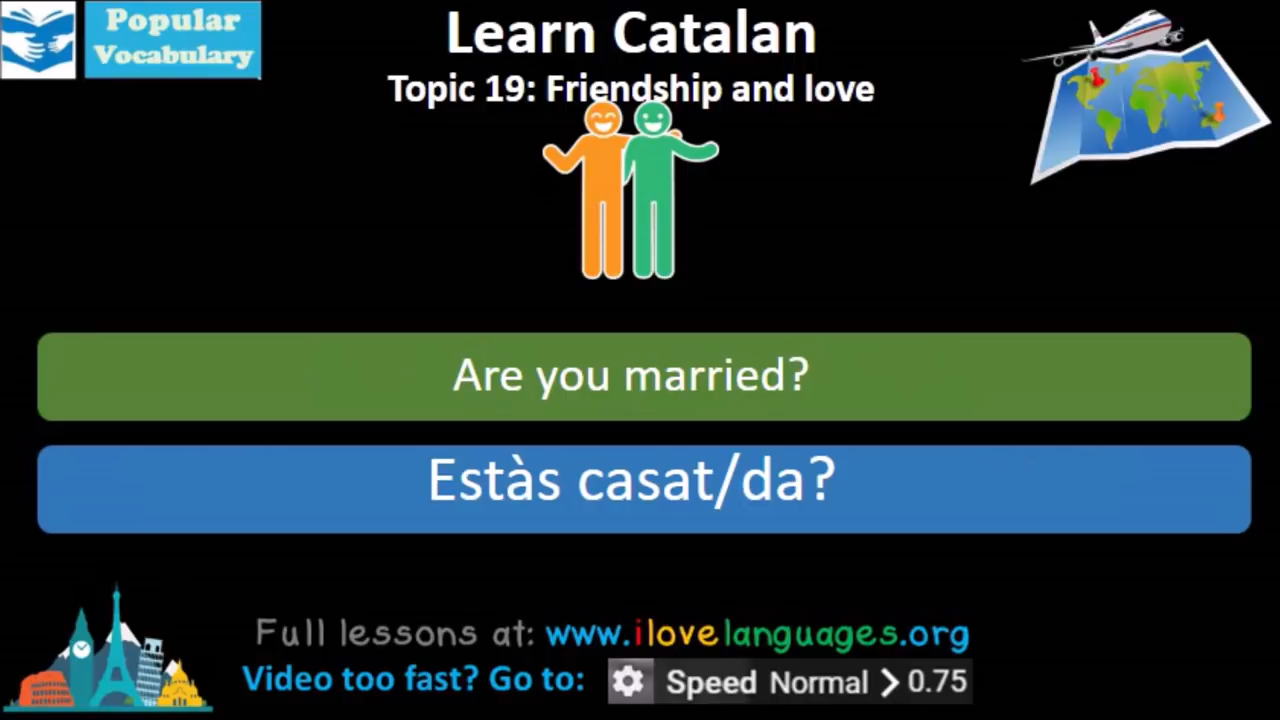 Popular
Vocabulary
Learn Catalan
Topic 19: Friendship and love
Are you married?
Estàs casat/da?
Full lessons at: www.ilovelanguages.org
Video too fast? Go to: Speed Normal > 0.75